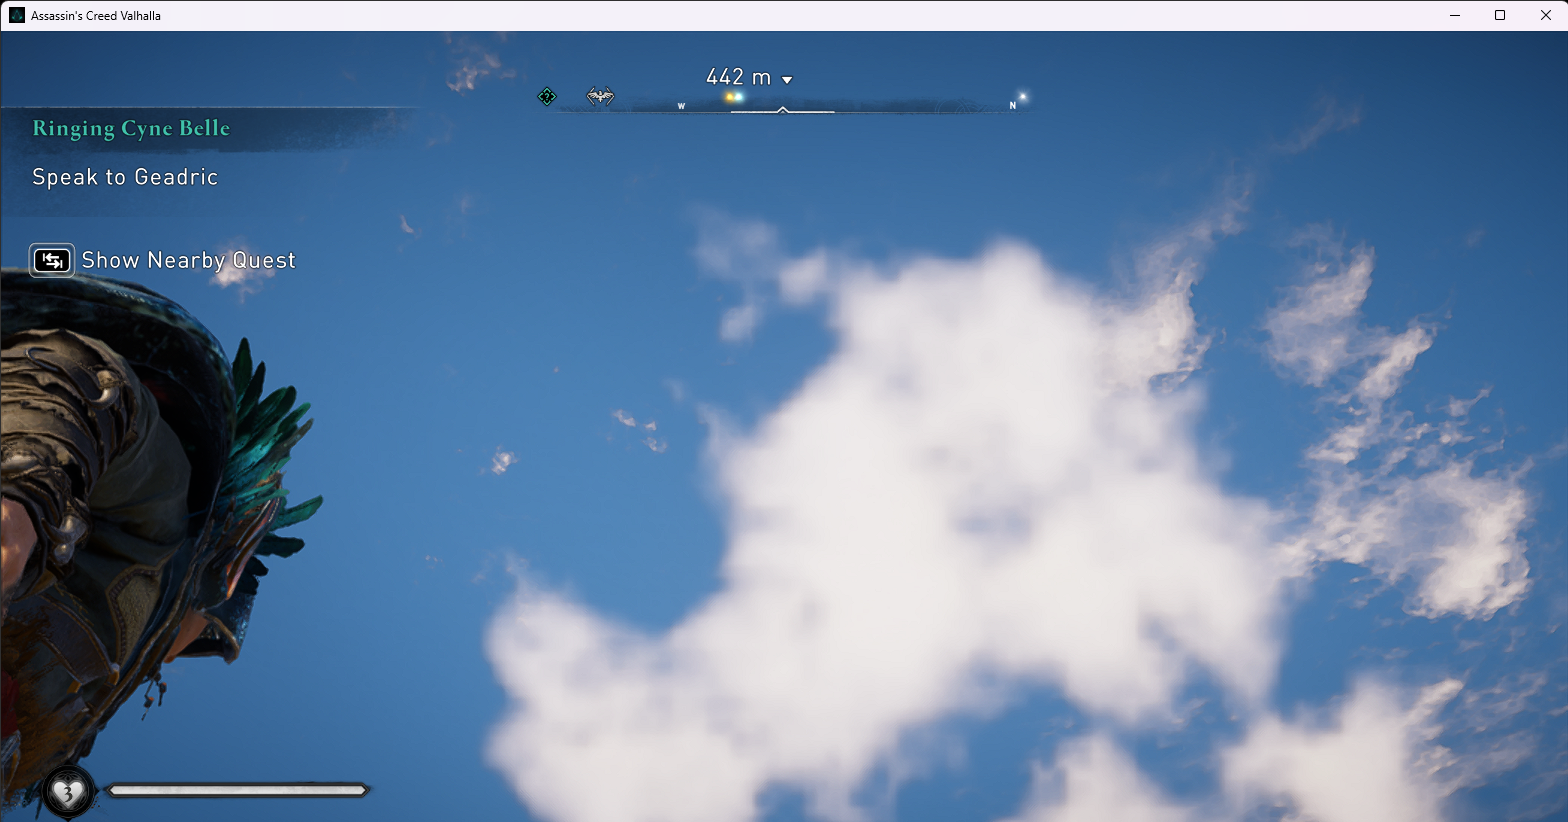 Assassin's Creed Valhalla
442 m
W
N
Ringing Cyne Belle
Speak to Geadric
Show Nearby Quest
3